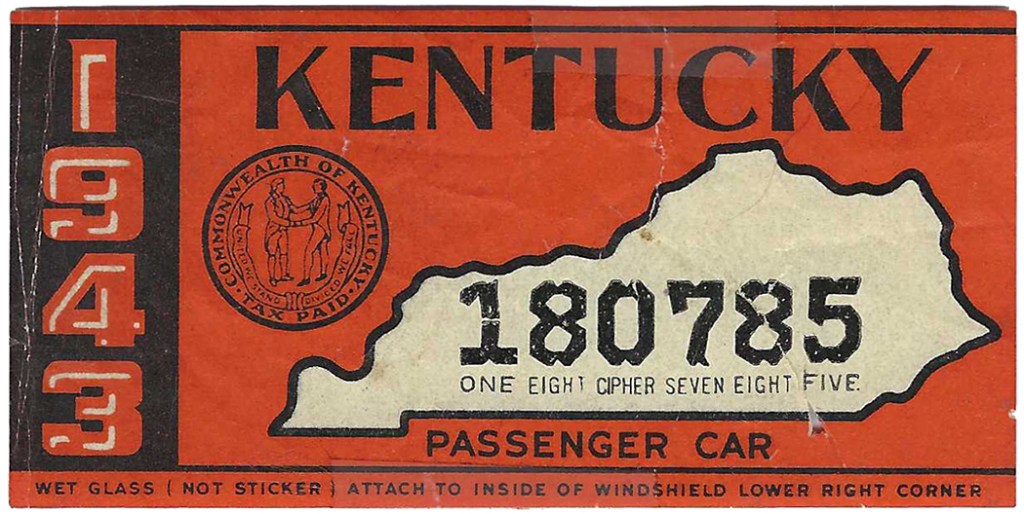 1943
KENTUCKY
COMMONWEALTH OF KENTUCKY
UNITED WE STAND DIVIDED WE FALL
· TAX PAID ·
180785
ONE EIGHT CIPHER SEVEN EIGHT FIVE
PASSENGER CAR
WET GLASS ( NOT STICKER ) ATTACH TO INSIDE OF WINDSHIELD LOWER RIGHT CORNER